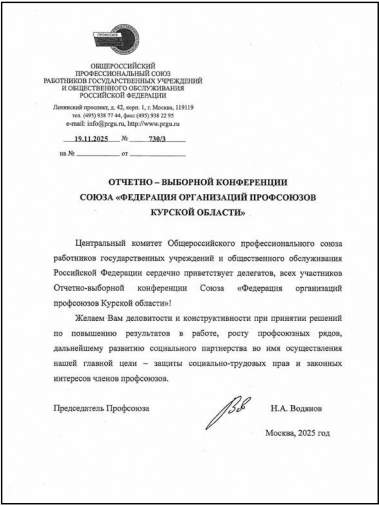 ОБЩЕРОССИЙСКИЙ
ПРОФЕССИОНАЛЬНЫЙ СОЮЗ
РАБОТНИКОВ ГОСУДАРСТВЕННЫХ УЧРЕЖДЕНИЙ
И ОБЩЕСТВЕННОГО ОБСЛУЖИВАНИЯ
РОССИЙСКОЙ ФЕДЕРАЦИИ
Ленинский проспект, д. 42, корп. 1, г. Москва, 119119
тел. (495) 938 77 44, факс (495) 938 22 95
e-mail: info@prgu.ru, http://www.prgu.ru
19.11.2025 № 730/3
на № от
ОТЧЕТНО – ВЫБОРНОЙ КОНФЕРЕНЦИИ
СОЮЗА «ФЕДЕРАЦИЯ ОРГАНИЗАЦИЙ ПРОФСОЮЗОВ
КУРСКОЙ ОБЛАСТИ»
Центральный комитет Общероссийского профессионального союза
работников государственных учреждений и общественного обслуживания
Российской Федерации сердечно приветствует делегатов, всех участников
Отчетно-выборной конференции Союза «Федерация организаций
профсоюзов Курской области»!
Желаем Вам деловитости и конструктивности при принятии решений
по повышению результатов в работе, росту профсоюзных рядов,
дальнейшему развитию социального партнерства во имя осуществления
нашей главной цели – защиты социально-трудовых прав и законных
интересов членов профсоюзов.
Председатель Профсоюза Н.А. Водянов
Москва, 2025 год